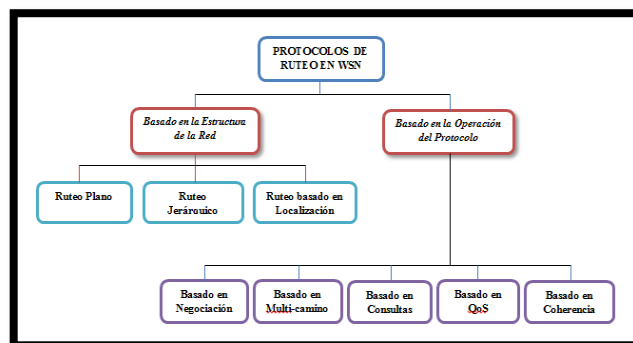 PROTOCOLOS DE
RUTEO EN WSN
Basado en la Estructura
de la Red
Basado en la Operación
del Protocolo
Ruteo Plano
Ruteo
Jerárquico
Ruteo basado en
Localización
Basado en
Negociación
Basado en
Multi-camino
Basado en
Consultas
Basado en
QoS
Basado en
Coherencia